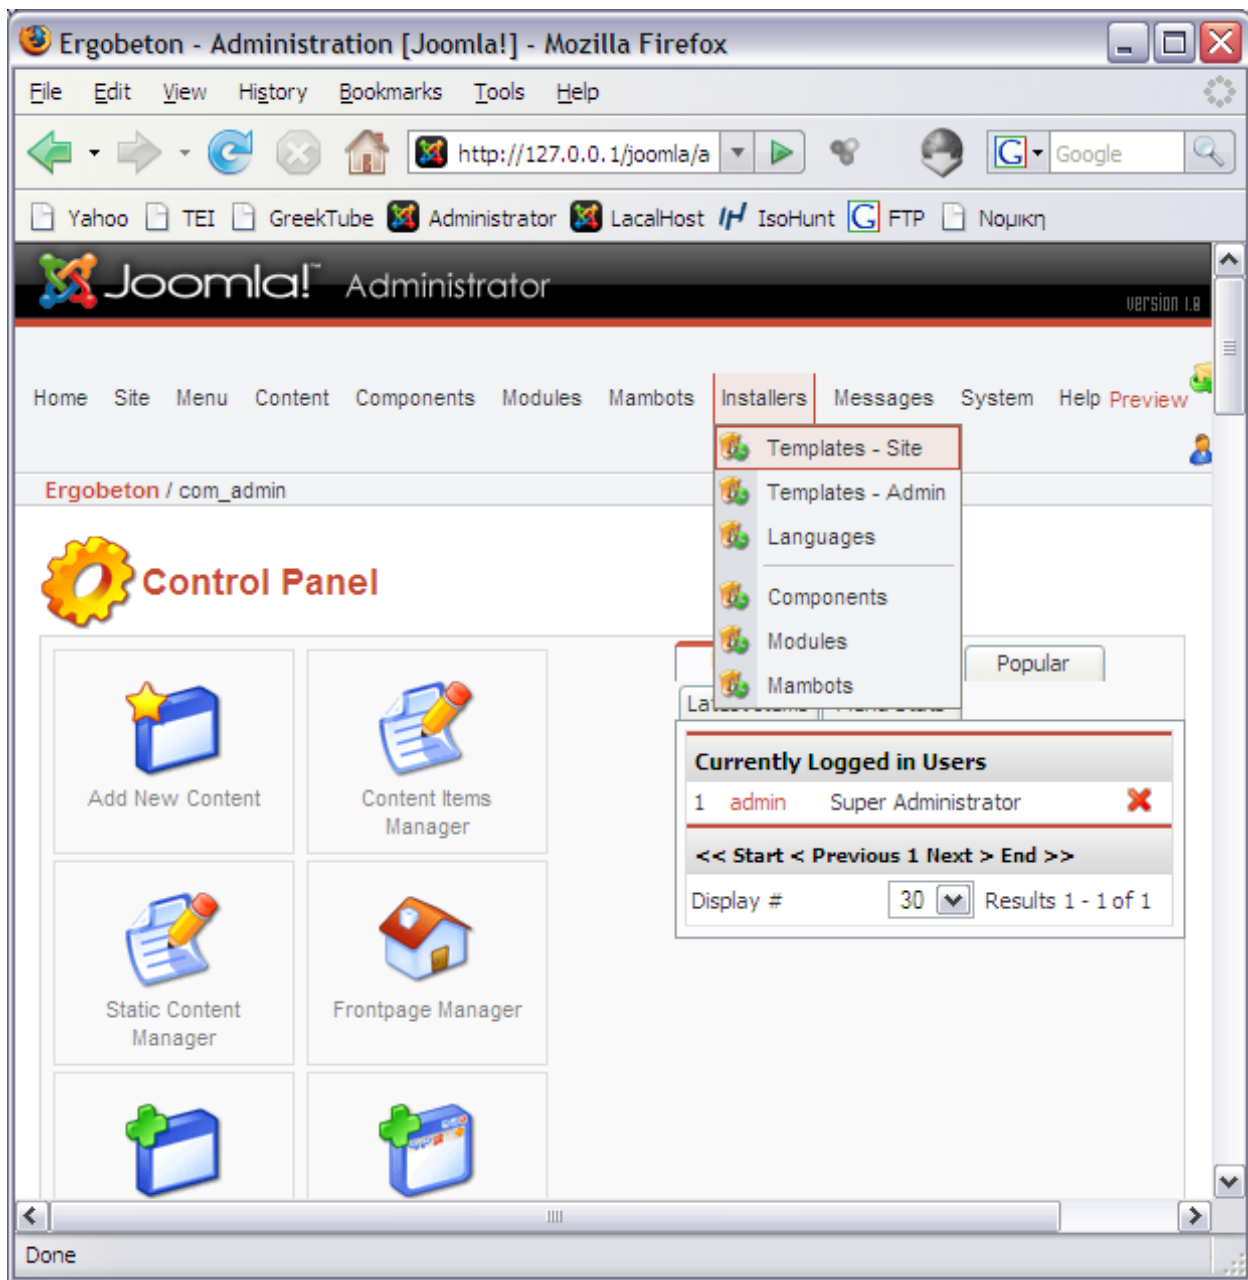 Ergobeton - Administration [Joomla!] - Mozilla Firefox
File Edit View History Bookmarks Tools Help
http://127.0.0.1/joomla/a G Google
Yahoo TEI GreekTube Administrator LacalHost IsoHunt G FTP Νομικη
Joomla!™ Administrator
version 1.0
Home Site Menu Content Components Modules Mambots Installers Messages System Help Preview
Templates - Site
Ergobeton / com_admin
Templates - Admin
Languages
Control Panel
Components
Modules
Popular
Mambots
Currently Logged in Users
1 admin Super Administrator
Add New Content
Content Items
Manager
<< Start < Previous 1 Next > End >>
Display # 30 Results 1 - 1 of 1
Static Content
Manager
Frontpage Manager
Done